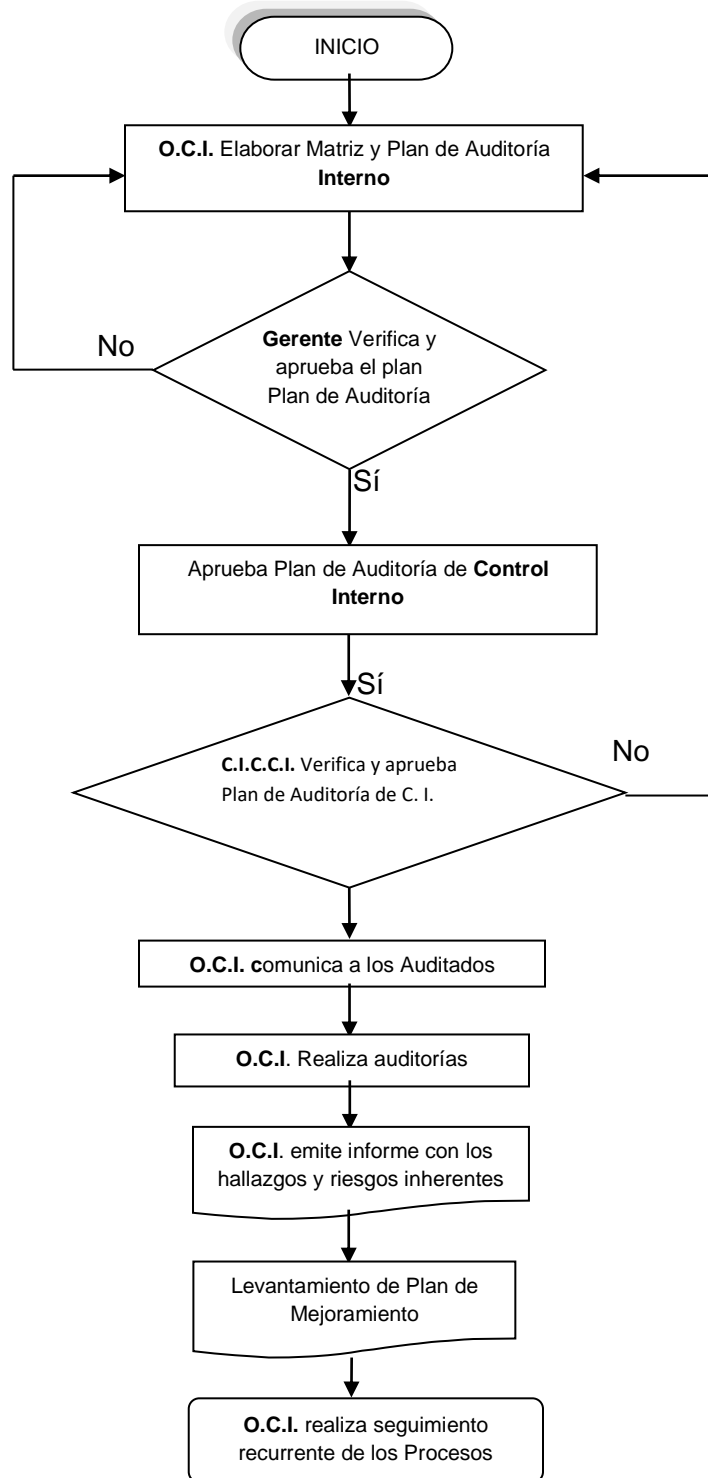 INICIO
O.C.I. Elaborar Matriz y Plan de Auditoría
Interno
No
Gerente Verifica y
aprueba el plan
Plan de Auditoría
Sí
Aprueba Plan de Auditoría de Control
Interno
Sí
C.I.C.C.I. Verifica y aprueba
Plan de Auditoría de C. I.
No
O.C.I. comunica a los Auditados
O.C.I. Realiza auditorías
O.C.I. emite informe con los
hallazgos y riesgos inherentes
Levantamiento de Plan de
Mejoramiento
O.C.I. realiza seguimiento
recurrente de los Procesos